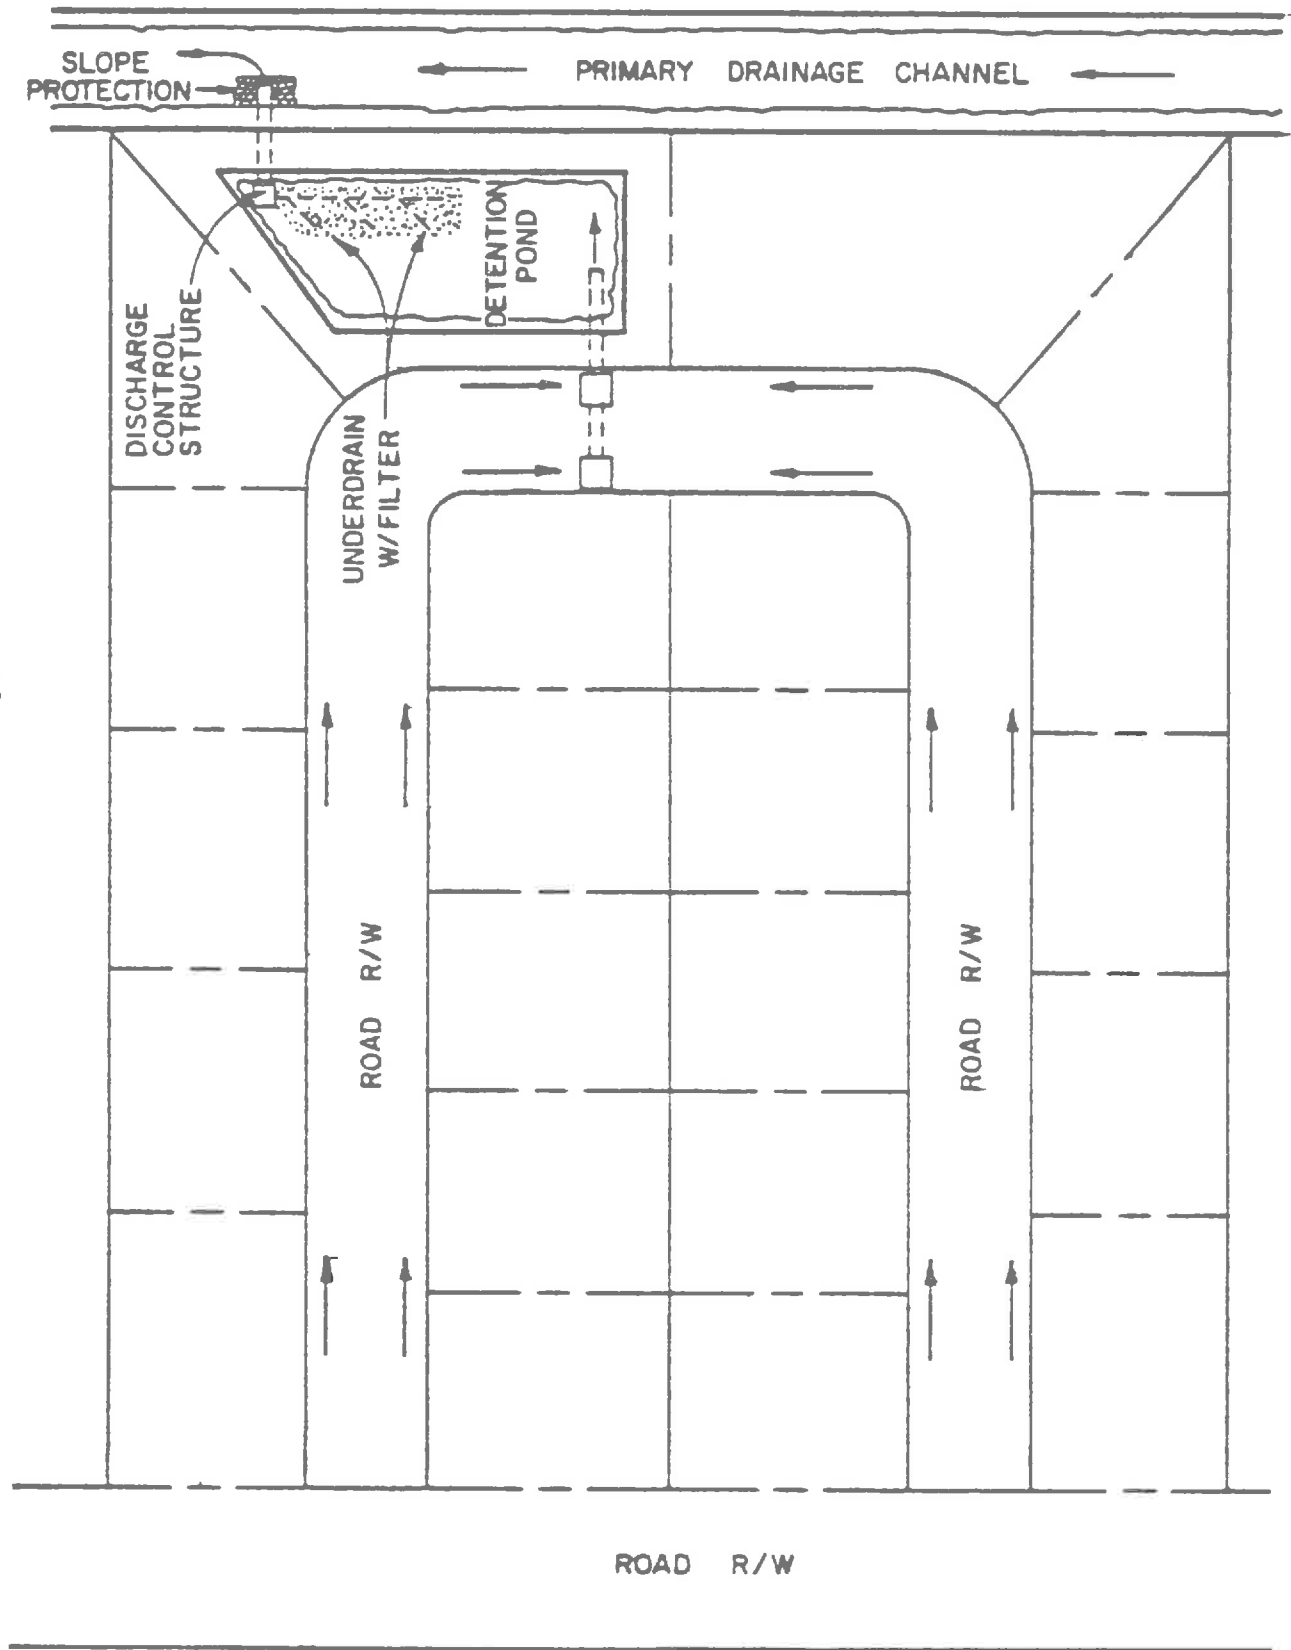 SLOPE
PROTECTION
PRIMARY DRAINAGE CHANNEL
DETENTION
POND
DISCHARGE
CONTROL
STRUCTURE
UNDERDRAIN
W/FILTER
ROAD R/W
ROAD R/W
ROAD R/W